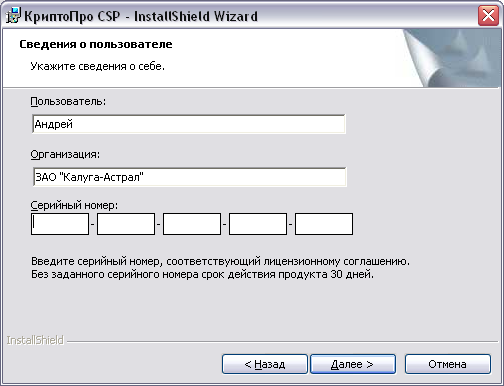 КриптоПро CSP - InstallShield Wizard
Сведения о пользователе
Укажите сведения о себе.
Пользователь:
Андрей
Организация:
ЗАО "Калуга-Астрал"
Серийный номер:
- - - -
Введите серийный номер, соответствующий лицензионному соглашению.
Без заданного серийного номера срок действия продукта 30 дней.
InstallShield
< Назад Далее > Отмена